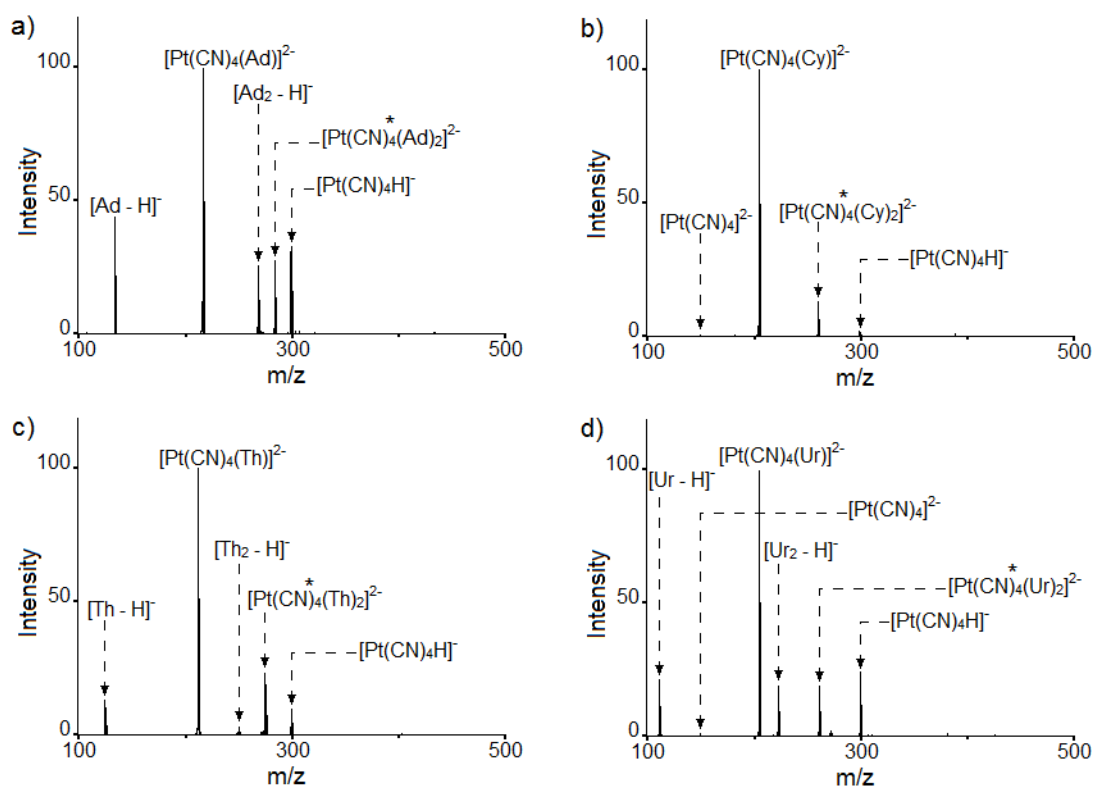 a)
[Pt(CN)₄(Ad)]²⁻
[Ad₂ - H]⁻
*
[Pt(CN)₄(Ad)₂]²⁻
[Pt(CN)₄H]⁻
[Ad - H]⁻
100
50
0
Intensity
100 300 500
m/z
b)
[Pt(CN)₄(Cy)]²⁻
*
[Pt(CN)₄]²⁻ [Pt(CN)₄(Cy)₂]²⁻
[Pt(CN)₄H]⁻
100
50
0
Intensity
100 300 500
m/z
c)
[Pt(CN)₄(Th)]²⁻
[Th₂ - H]⁻
*
[Pt(CN)₄(Th)₂]²⁻
[Th - H]⁻
[Pt(CN)₄H]⁻
100
50
0
Intensity
100 300 500
m/z
d)
[Pt(CN)₄(Ur)]²⁻
[Ur - H]⁻
[Pt(CN)₄]²⁻
[Ur₂ - H]⁻
*
[Pt(CN)₄(Ur)₂]²⁻
[Pt(CN)₄H]⁻
100
50
0
Intensity
100 300 500
m/z